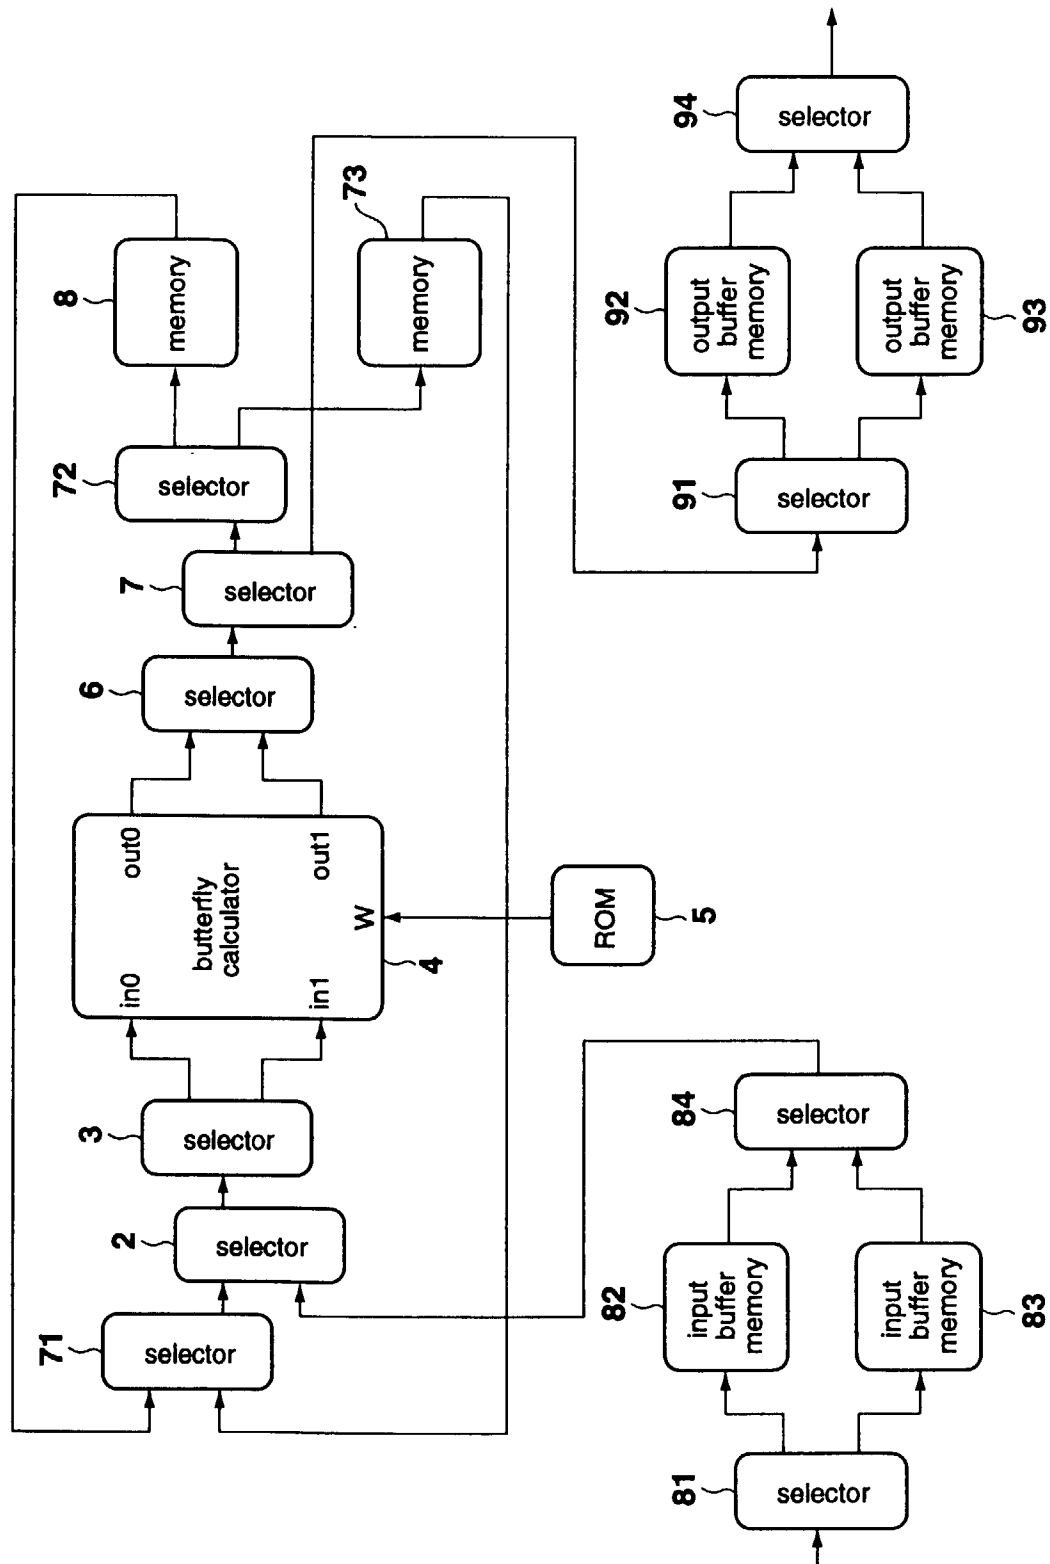 8
memory
73
memory
72
selector
7
selector
6
selector
out0
out1
butterfly
calculator
W
in0
in1
4
ROM
5
3
selector
2
selector
71
selector
94
selector
92
output
buffer
memory
output
buffer
memory
93
91
selector
84
selector
82
input
buffer
memory
input
buffer
memory
83
81
selector